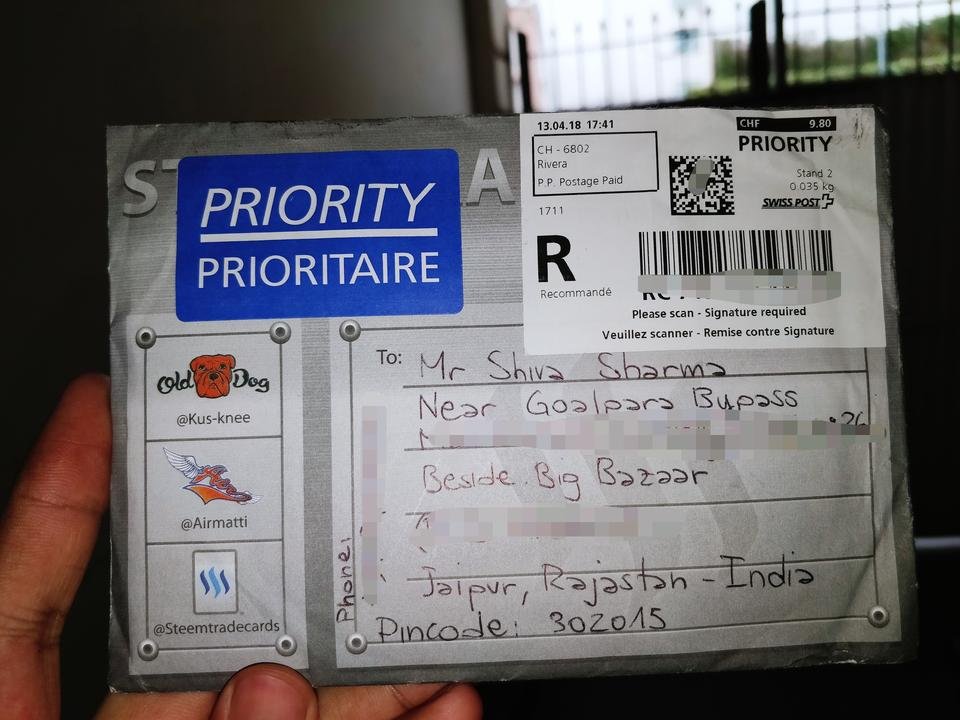 PRIORITY
PRIORITAIRE
13.04.18 17:41
CH - 6802
Rivera
P.P. Postage Paid
1711
CHF 9.80
PRIORITY
Stand 2
0.035 kg
SWISS POST
R
Recommandé
Please scan - Signature required
Veuillez scanner - Remise contre Signature
Old Dog
@Kus-knee
@Airmatti
@Steemtradecards
To: Mr Shiva Sharma
Near Goalpara Bupass
Beside Big Bazaar
Jaipur, Rajastan - India
Pincode: 302015
Phone: